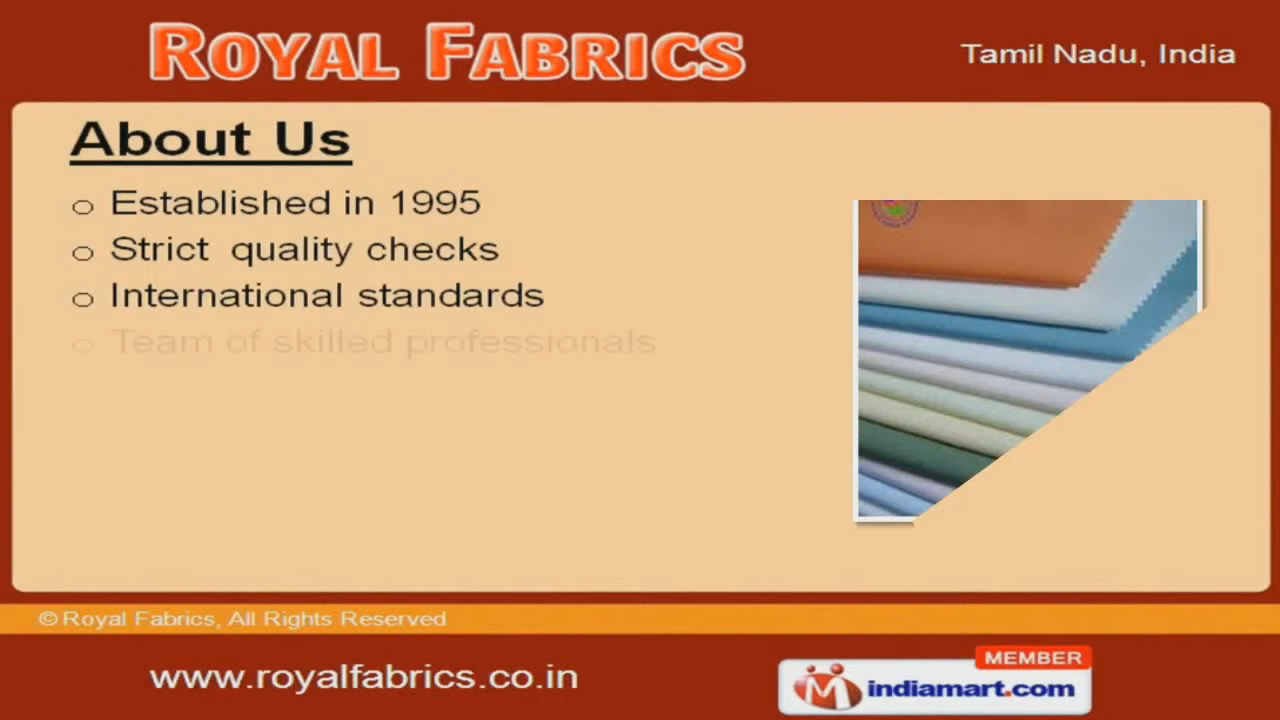 ROYAL FABRICS
Tamil Nadu, India
About Us
Established in 1995
Strict quality checks
International standards
Team of skilled professionals
© Royal Fabrics, All Rights Reserved
www.royalfabrics.co.in
MEMBER
indiamart.com